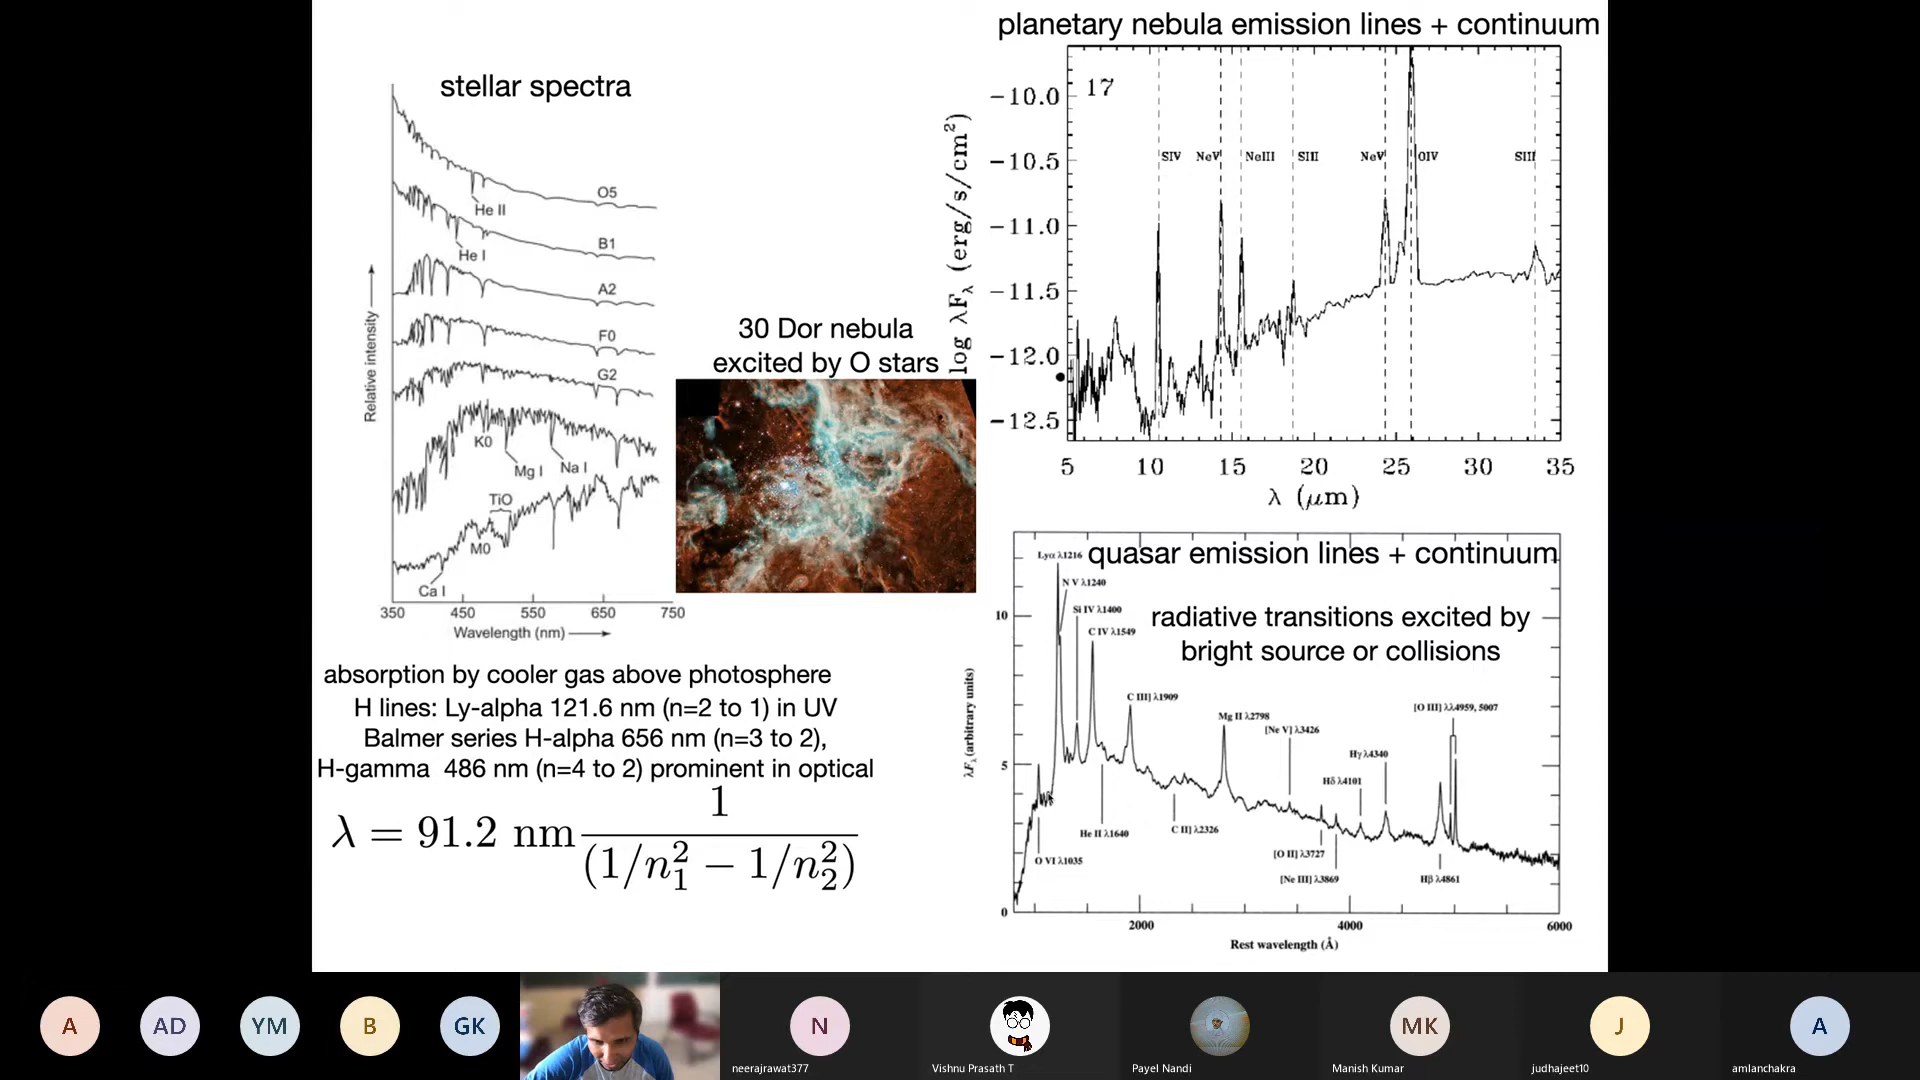 stellar spectra
O5
He II
B1
He I
A2
F0
G2
K0
Mg I
Na I
TiO
M0
Ca I
Relative intensity
350 450 550 650 750
Wavelength (nm)
absorption by cooler gas above photosphere
H lines: Ly-alpha 121.6 nm (n=2 to 1) in UV
Balmer series H-alpha 656 nm (n=3 to 2),
H-gamma 486 nm (n=4 to 2) prominent in optical
λ = 91.2 nm 1/(1/n₁² − 1/n₂²)
30 Dor nebula
excited by O stars
planetary nebula emission lines + continuum
17
SIV NeV NeIII SIII NeV OIV SIII
−10.0
−10.5
−11.0
−11.5
−12.0
−12.5
log λFλ (erg/s/cm²)
5 10 15 20 25 30 35
λ (μm)
quasar emission lines + continuum
radiative transitions excited by
bright source or collisions
Lyα λ1216
N V λ1240
Si IV λ1400
C IV λ1549
C III] λ1909
Mg II λ2798
[Ne V] λ3426
[O III] λλ4959, 5007
Hγ λ4340
Hδ λ4101
He II λ1640
C II] λ2326
O VI λ1035
[O II] λ3727
[Ne III] λ3869
Hβ λ4861
10
5
0
λFλ (arbitrary units)
2000 4000 6000
Rest wavelength (Å)
A AD YM B GK N MK J A
neerajrawat377
Vishnu Prasath T
Payel Nandi
Manish Kumar
judhajeet10
amlanchakra